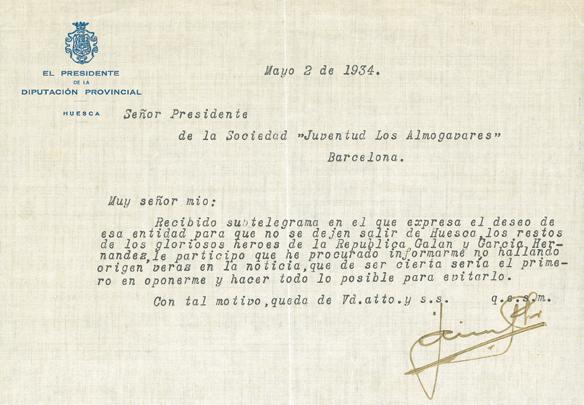 EL PRESIDENTE
DE LA
DIPUTACIÓN PROVINCIAL
HUESCA
Mayo 2 de 1934.
Señor Presidente
de la Sociedad "Juventud Los Almogavares"
Barcelona.
Muy señor mio:
Recibido su telegrama en el que expresa el deseo de
esa entidad para que no se dejen salir de Huesca, los restos
de los gloriosos heroes de la Republica Galan y Garcia Her-
nandez, le participo que he procurado informarme no hallando
origen veraz en la noticia, que de ser cierta sería el prime-
ro en oponerme y hacer todo lo posible para evitarlo.
Con tal motivo, queda de Vd. atto. y s.s. q.e.s.m.